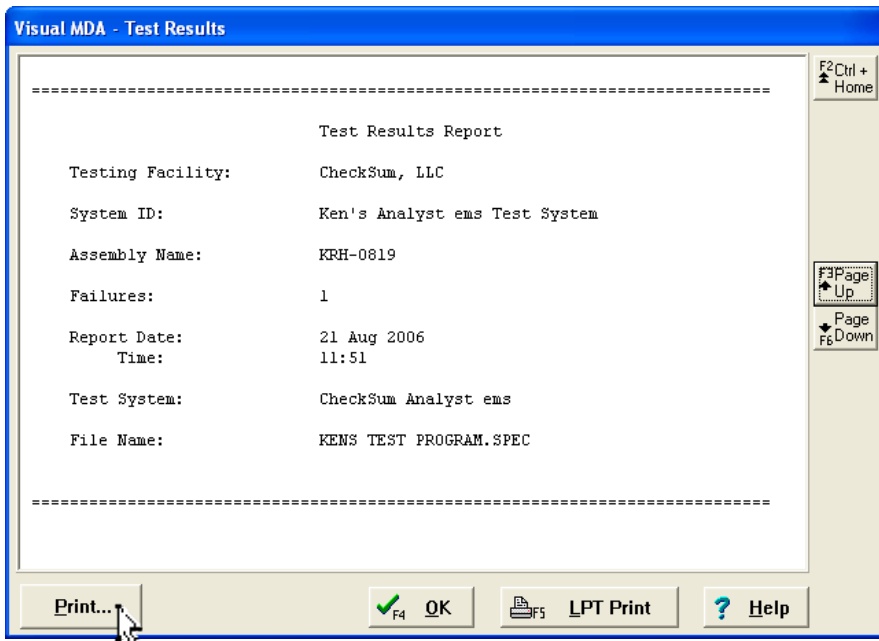 Visual MDA - Test Results
==============================================================================
Test Results Report
Testing Facility: CheckSum, LLC
System ID: Ken's Analyst ems Test System
Assembly Name: KRH-0819
Failures: 1
Report Date: 21 Aug 2006
Time: 11:51
Test System: CheckSum Analyst ems
File Name: KENS TEST PROGRAM.SPEC
==============================================================================
F2 Ctrl +
Home
F3 Page
Up
Page
F6 Down
Print...
F4 OK
F5 LPT Print
? Help